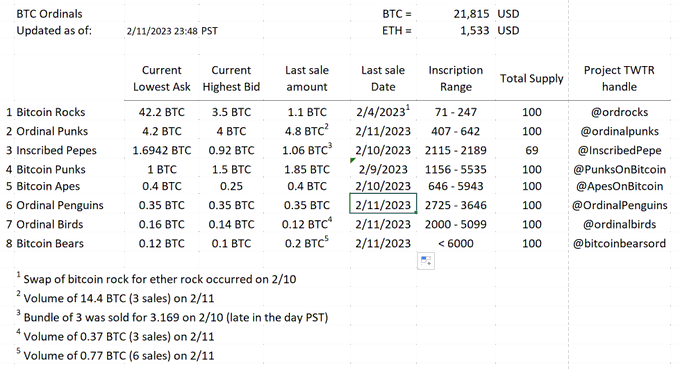 BTC Ordinals BTC = 21,815 USD
Updated as of: 2/11/2023 23:48 PST ETH = 1,533 USD
Current Current Last sale Last sale Inscription Total Supply Project TWTR
Lowest Ask Highest Bid amount Date Range handle
1 Bitcoin Rocks 42.2 BTC 3.5 BTC 1.1 BTC 2/4/2023¹ 71 - 247 100 @ordrocks
2 Ordinal Punks 4.2 BTC 4 BTC 4.8 BTC² 2/11/2023 407 - 642 100 @ordinalpunks
3 Inscribed Pepes 1.6942 BTC 0.92 BTC 1.06 BTC³ 2/10/2023 2115 - 2189 69 @InscribedPepe
4 Bitcoin Punks 1 BTC 1.5 BTC 1.85 BTC 2/9/2023 1156 - 5535 100 @PunksOnBitcoin
5 Bitcoin Apes 0.4 BTC 0.25 0.4 BTC 2/10/2023 646 - 5943 100 @ApesOnBitcoin
6 Ordinal Penguins 0.35 BTC 0.35 BTC 0.35 BTC 2/11/2023 2725 - 3646 100 @OrdinalPenguins
7 Ordinal Birds 0.16 BTC 0.14 BTC 0.12 BTC⁴ 2/11/2023 2000 - 5099 100 @ordinalbirds
8 Bitcoin Bears 0.12 BTC 0.1 BTC 0.2 BTC⁵ 2/11/2023 < 6000 100 @bitcoinbearsord
¹ Swap of bitcoin rock for ether rock occurred on 2/10
² Volume of 14.4 BTC (3 sales) on 2/11
³ Bundle of 3 was sold for 3.169 on 2/10 (late in the day PST)
⁴ Volume of 0.37 BTC (3 sales) on 2/11
⁵ Volume of 0.77 BTC (6 sales) on 2/11